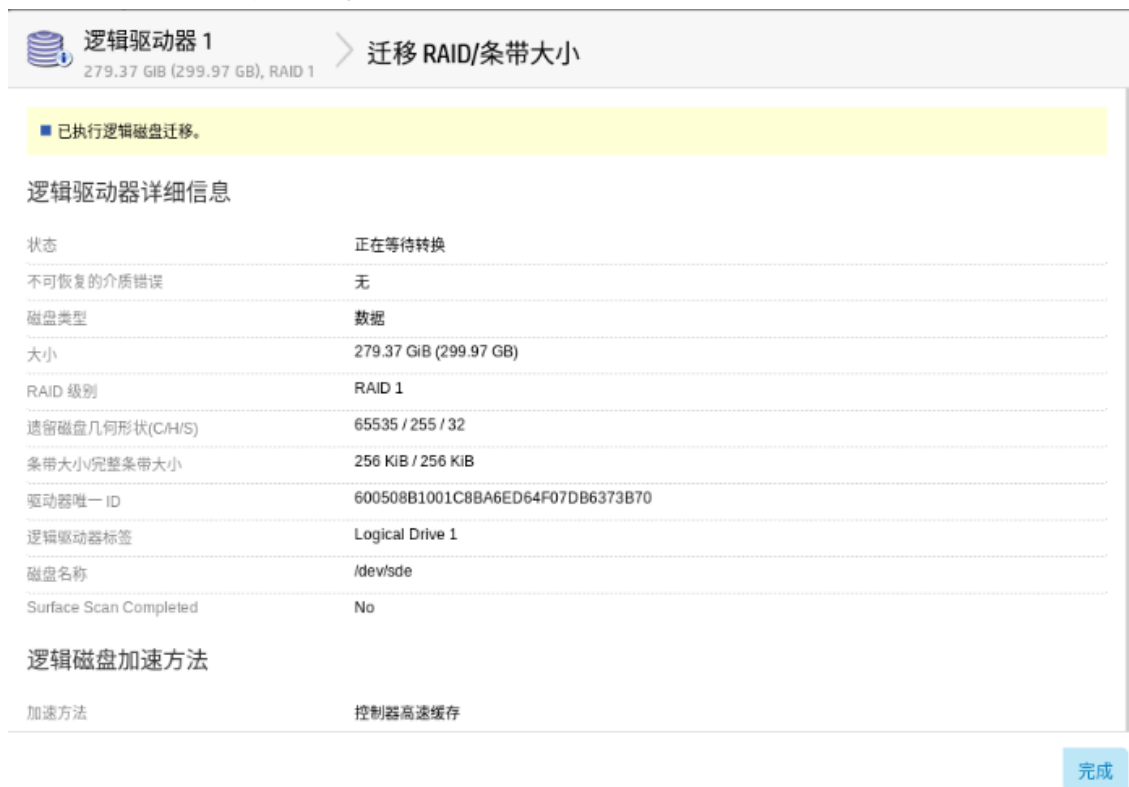 逻辑驱动器 1
279.37 GIB (299.97 GB), RAID 1
迁移 RAID/条带大小
已执行逻辑磁盘迁移。
逻辑驱动器详细信息
状态 正在等待转换
不可恢复的介质错误 无
磁盘类型 数据
大小 279.37 GiB (299.97 GB)
RAID 级别 RAID 1
遗留磁盘几何形状(C/H/S) 65535 / 255 / 32
条带大小/完整条带大小 256 KiB / 256 KiB
驱动器唯一 ID 600508B1001C8BA6ED64F07DB6373B70
逻辑驱动器标签 Logical Drive 1
磁盘名称 /dev/sde
Surface Scan Completed No
逻辑磁盘加速方法
加速方法 控制器高速缓存
完成